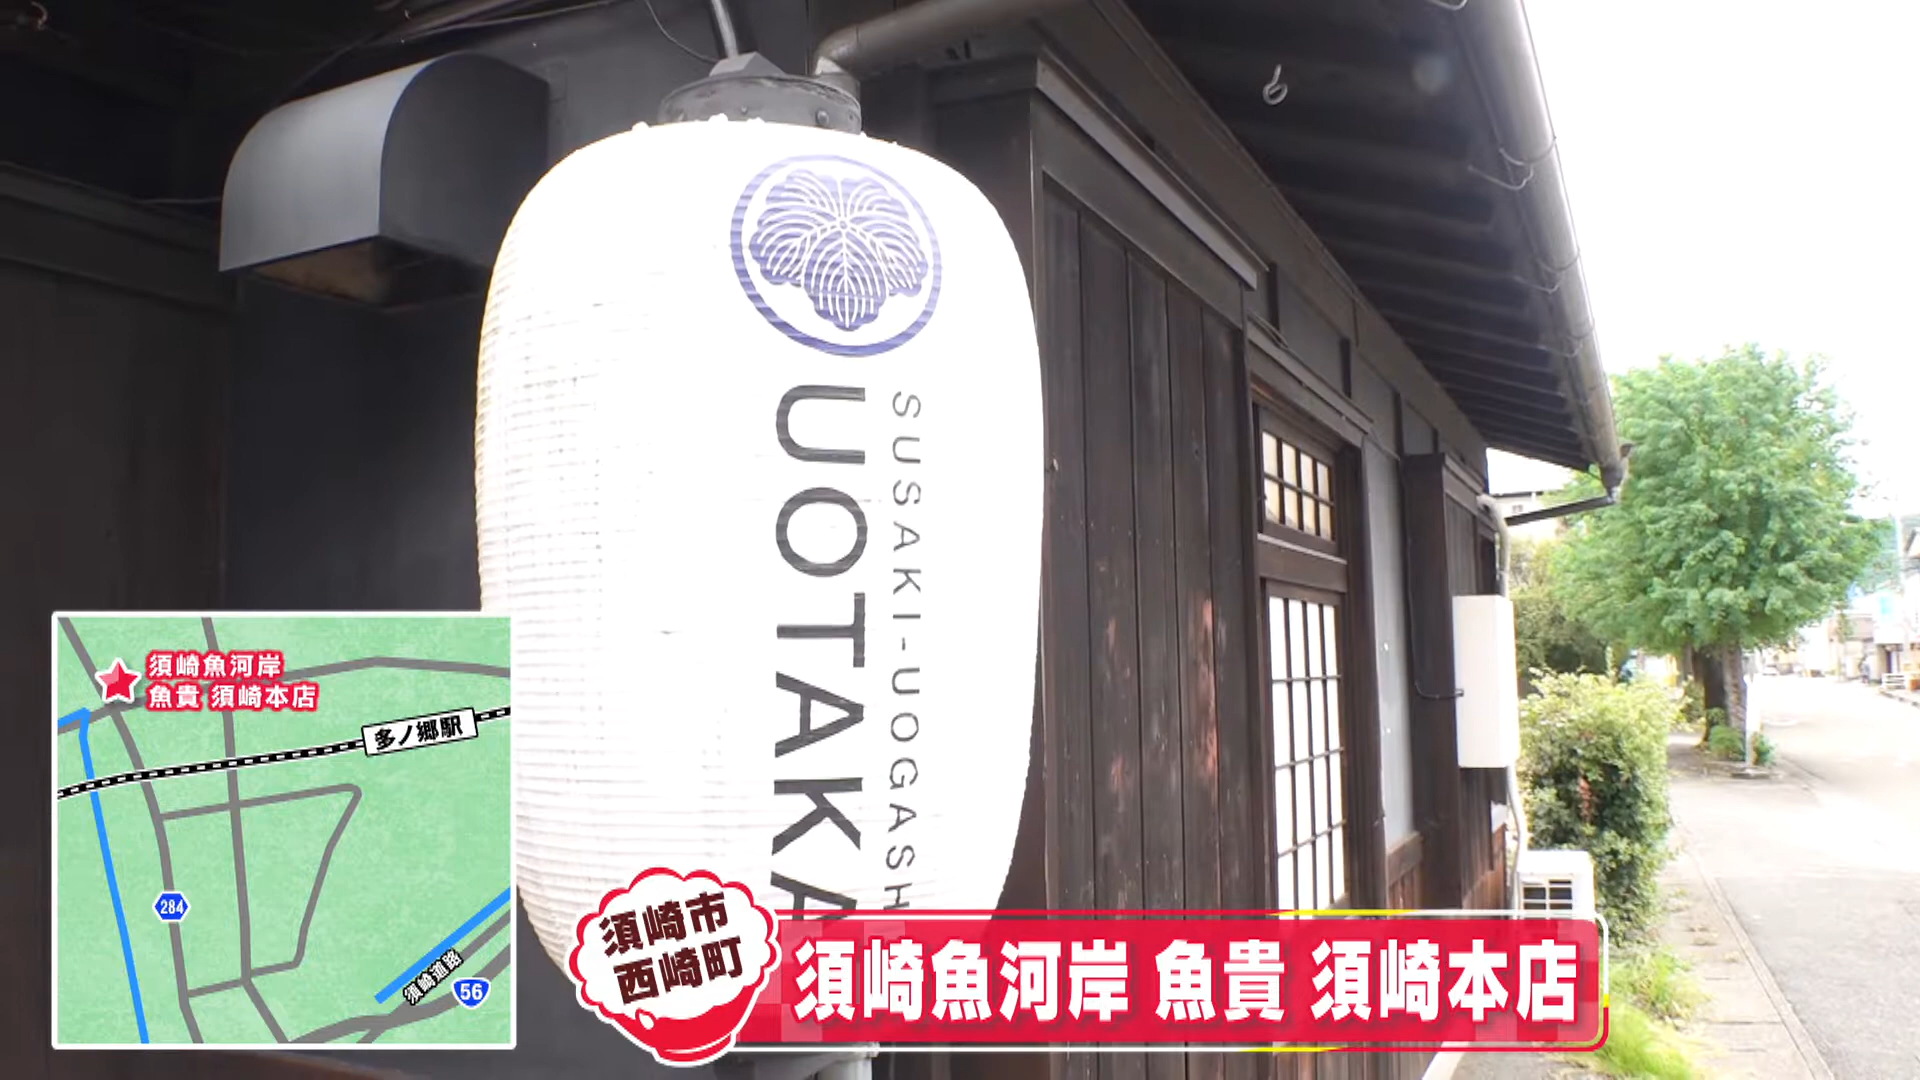 UOTAKA
SUSAKI-UOGASH
須崎魚河岸
魚貴 須崎本店
多ノ郷駅
284
須崎道路
56
須崎市
西崎町
須崎魚河岸 魚貴 須崎本店